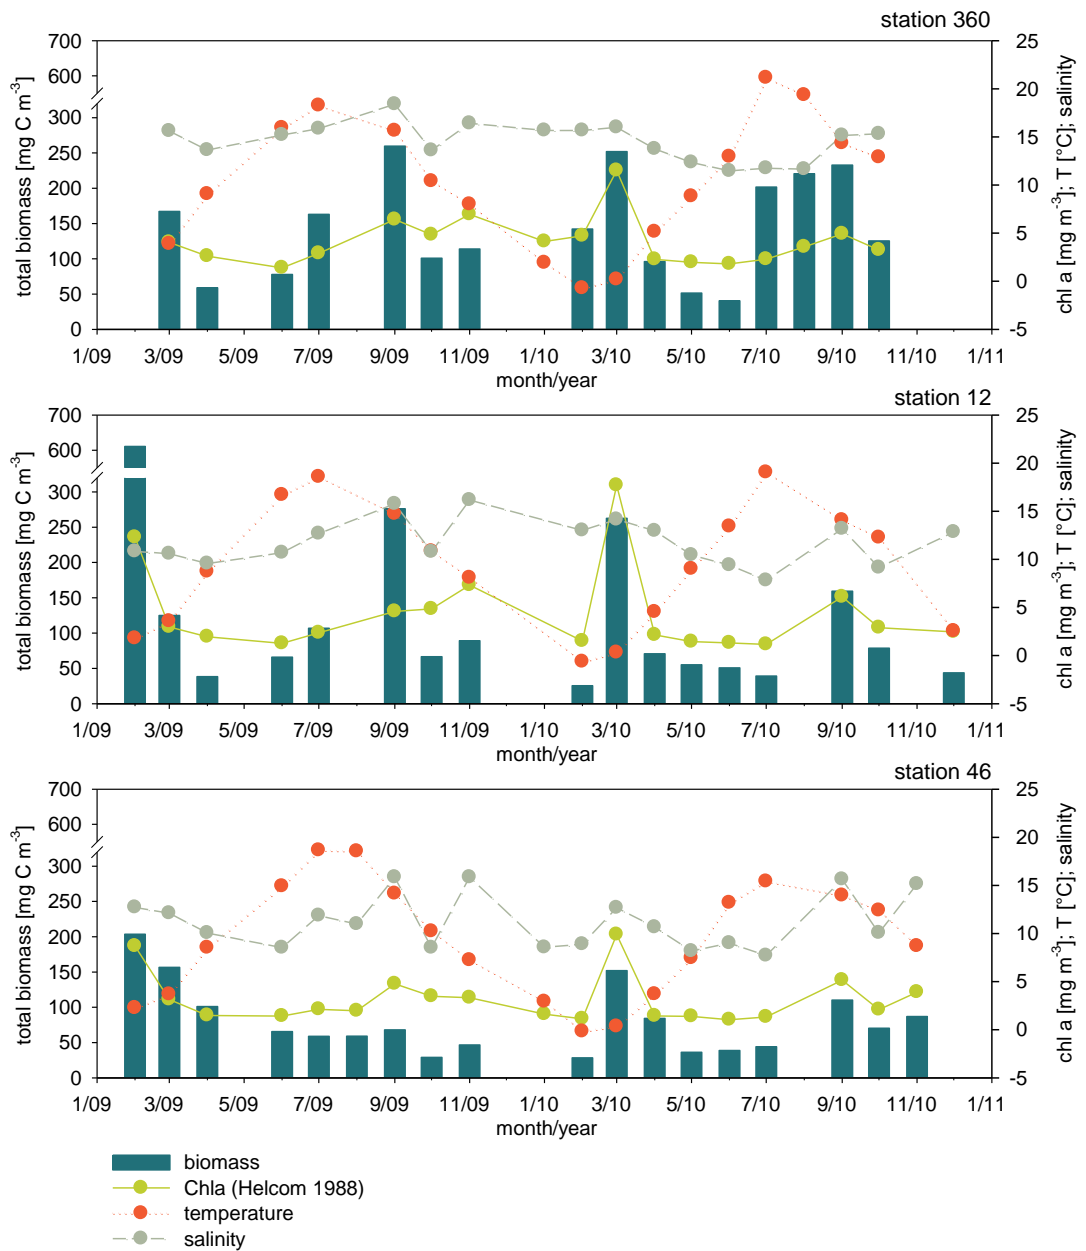 station 360
700
600
300
250
200
150
100
50
0
25
20
15
10
5
0
-5
total biomass [mg C m-3]
chl a [mg m-3]; T [°C]; salinity
1/09 3/09 5/09 7/09 9/09 11/09 1/10 3/10 5/10 7/10 9/10 11/10 1/11
month/year
station 12
700
600
300
250
200
150
100
50
0
25
20
15
10
5
0
-5
total biomass [mg C m-3]
chl a [mg m-3]; T [°C]; salinity
1/09 3/09 5/09 7/09 9/09 11/09 1/10 3/10 5/10 7/10 9/10 11/10 1/11
month/year
station 46
700
600
300
250
200
150
100
50
0
25
20
15
10
5
0
-5
total biomass [mg C m-3]
chl a [mg m-3]; T [°C]; salinity
1/09 3/09 5/09 7/09 9/09 11/09 1/10 3/10 5/10 7/10 9/10 11/10 1/11
month/year
biomass
Chla (Helcom 1988)
temperature
salinity